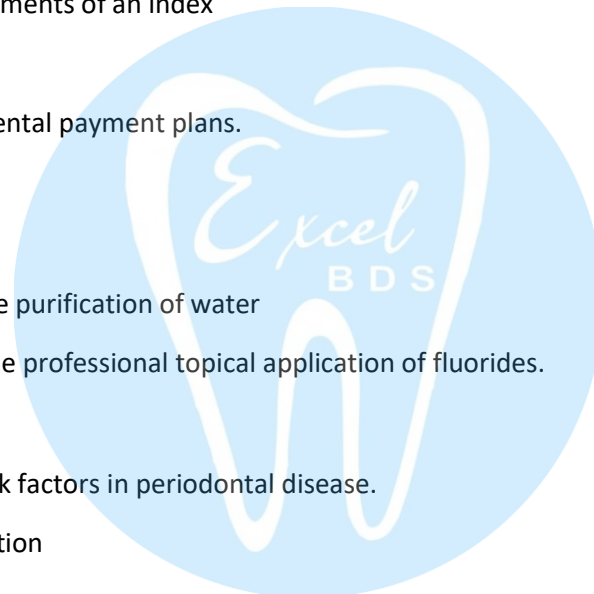 ments of an index
ental payment plans.
Excel
BDS
e purification of water
e professional topical application of fluorides.
k factors in periodontal disease.
tion